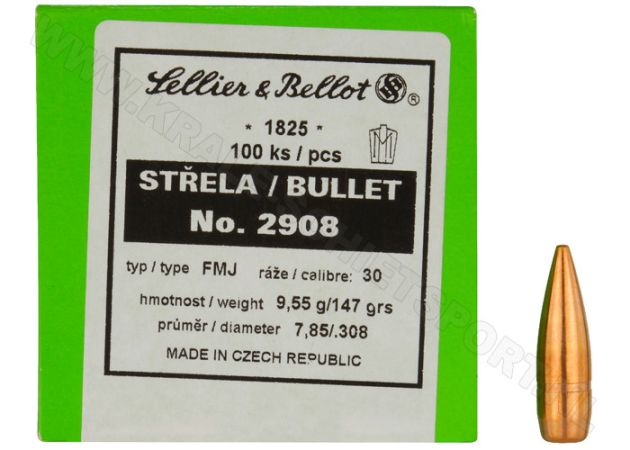 Sellier & Bellot ®
* 1825 *
100 ks / pcs
STŘELA / BULLET
No. 2908
typ / type FMJ ráže / calibre: 30
hmotnost / weight 9,55 g/147 grs
průměr / diameter 7,85/.308
MADE IN CZECH REPUBLIC